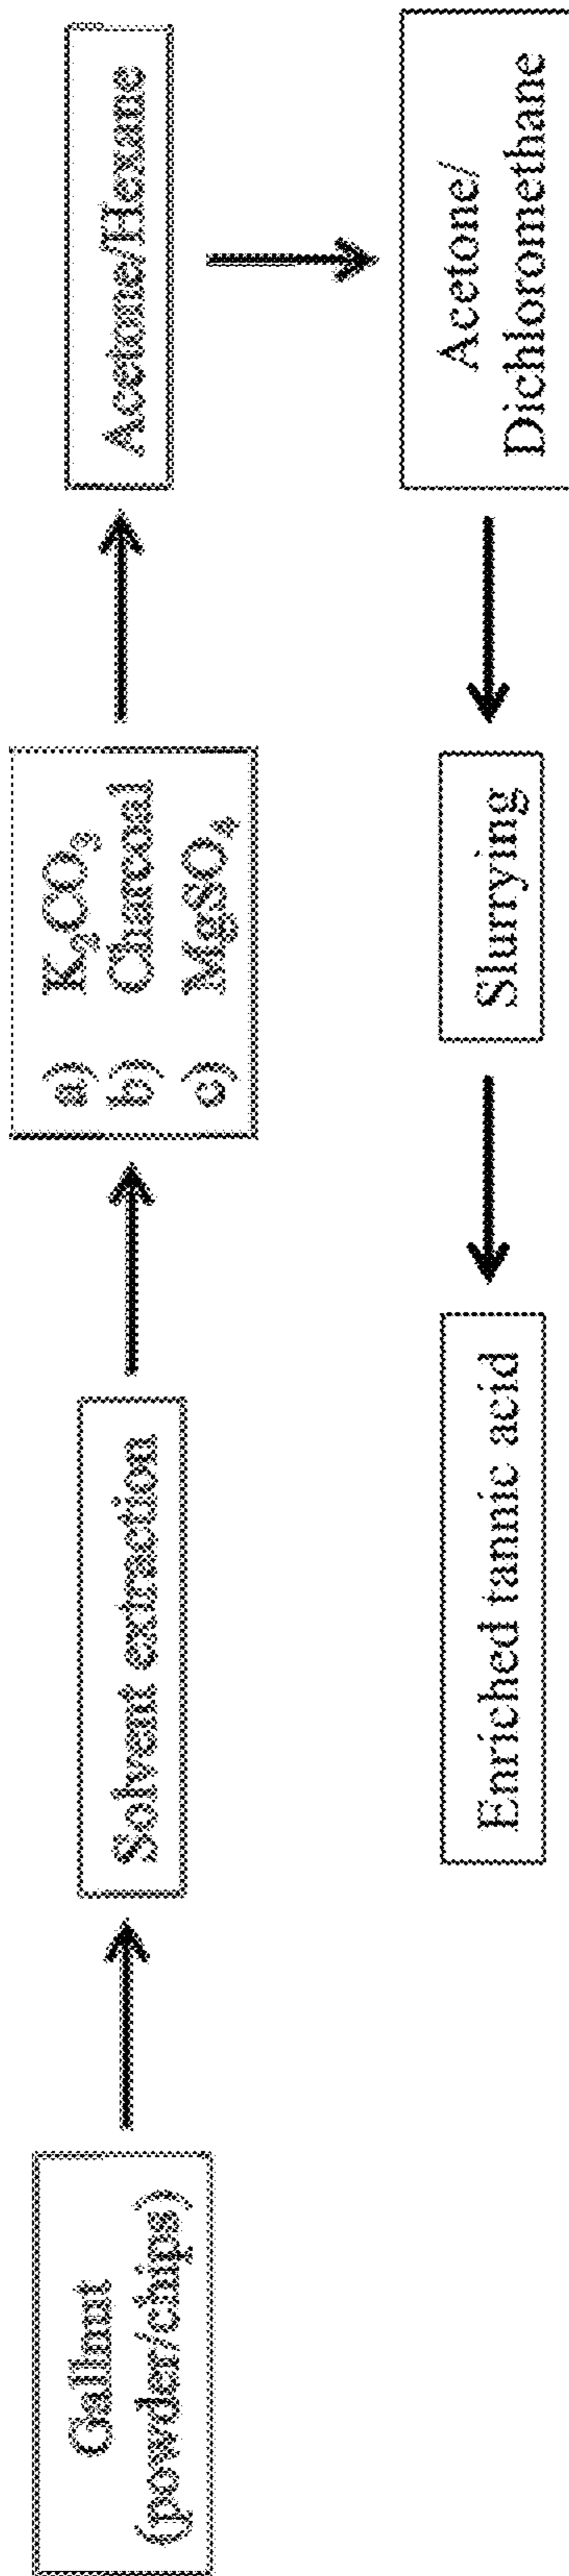 Gallnut
(powder/chips)
Solvent extraction
a) K₂CO₃
b) Charcoal
c) MgSO₄
Acetone/Hexane
Acetone/
Dichloromethane
Slurrying
Enriched tannic acid